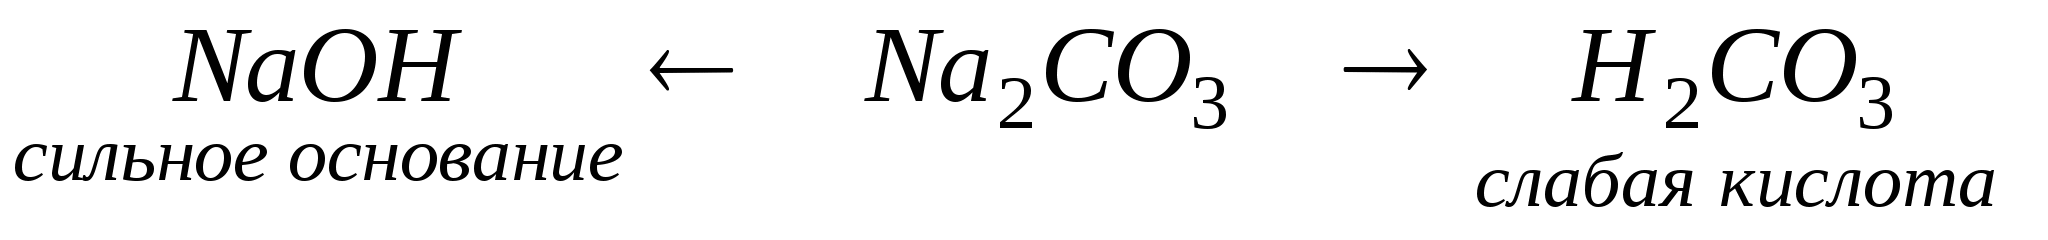 NaOH ← Na₂CO₃ → H₂CO₃
сильное основание слабая кислота